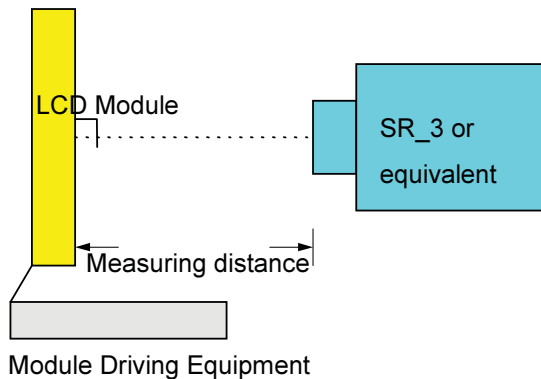 LCD Module
SR_3 or
equivalent
Measuring distance
Module Driving Equipment